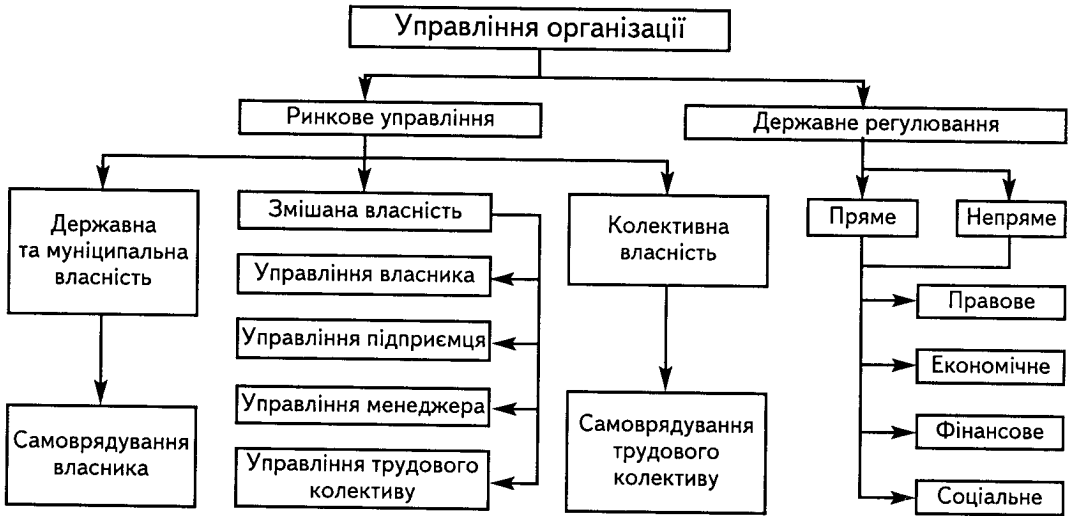 Управління організації
Ринкове управління
Державне регулювання
Державна
та муніципальна
власність
Змішана власність
Колективна
власність
Пряме
Непряме
Управління власника
Управління підприємця
Управління менеджера
Управління трудового
колективу
Самоврядування
власника
Самоврядування
трудового
колективу
Правове
Економічне
Фінансове
Соціальне